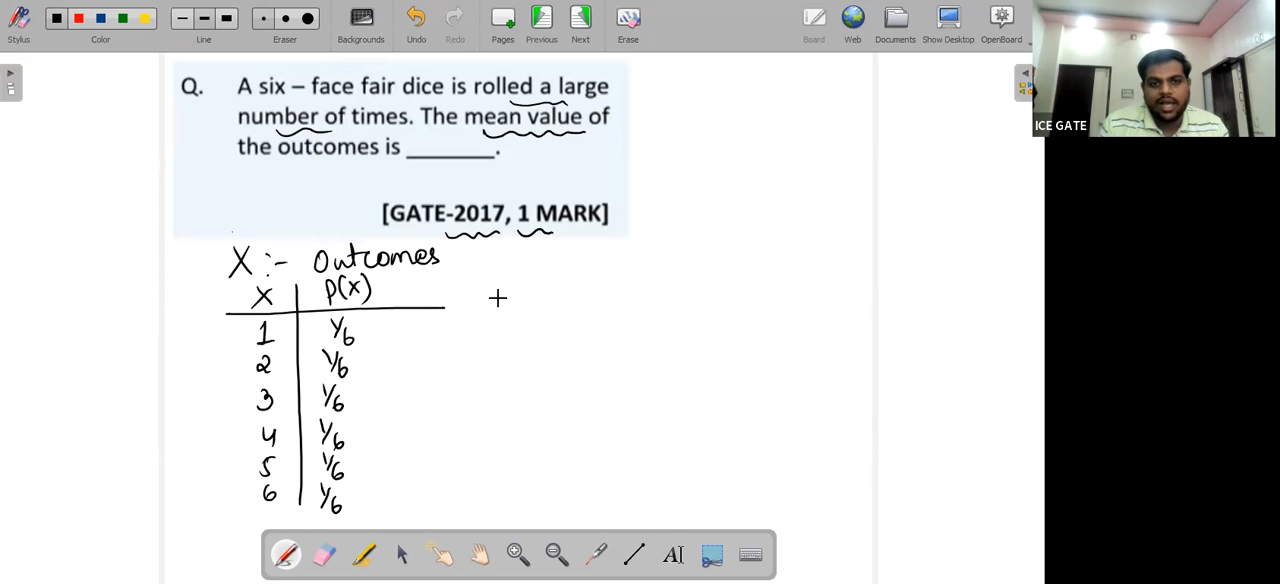 Stylus
Color
Line
Eraser
Backgrounds
Undo
Redo
Pages
Previous
Next
Erase
Board
Web
Documents
Show Desktop
OpenBoard
ICE GATE
Q. A six – face fair dice is rolled a large
number of times. The mean value of
the outcomes is ________.
[GATE-2017, 1 MARK]
X :- Outcomes
X P(X)
1 1/6
2 1/6
3 1/6
4 1/6
5 1/6
6 1/6